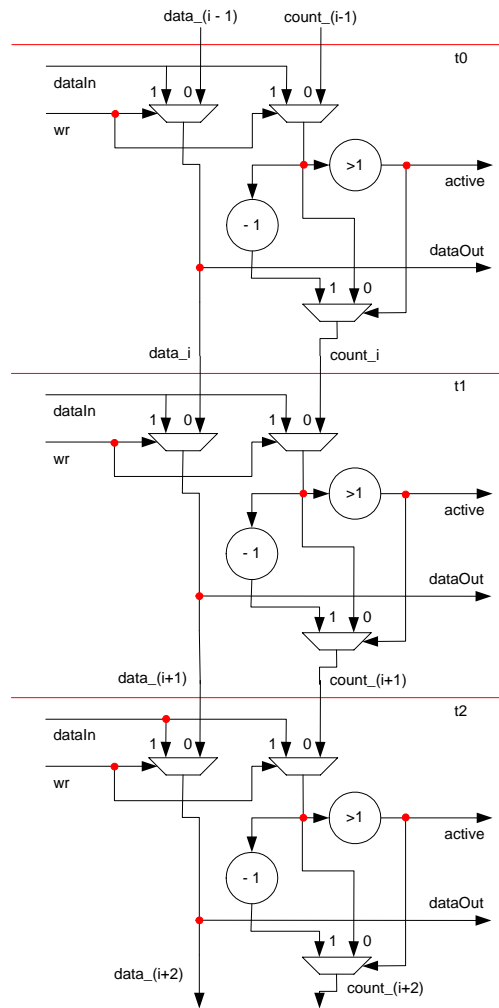 data_(i - 1) count_(i-1)
t0
dataIn
1 0 1 0
wr
>1
active
- 1
dataOut
1 0
data_i count_i
t1
dataIn
1 0 1 0
wr
>1
active
- 1
dataOut
1 0
data_(i+1) count_(i+1)
t2
dataIn
1 0 1 0
wr
>1
active
- 1
dataOut
1 0
data_(i+2) count_(i+2)